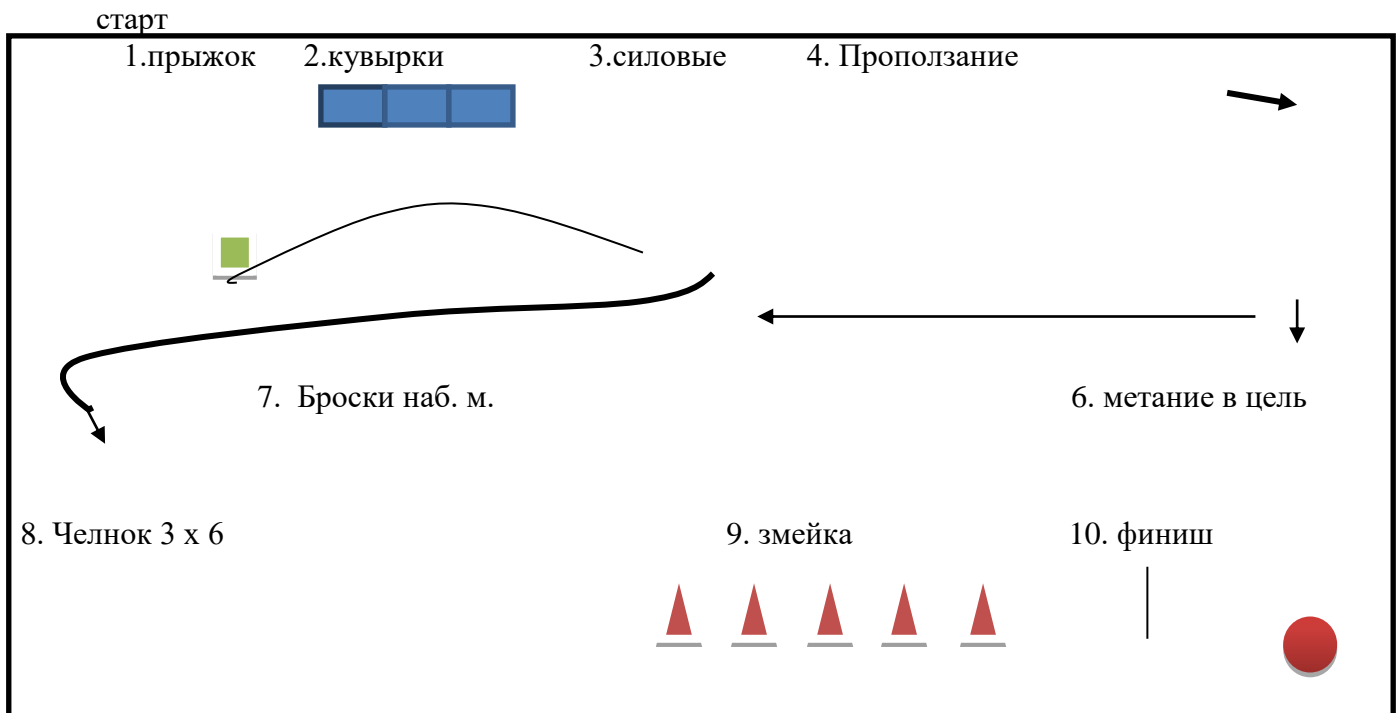 старт
1.прыжок 2.кувырки 3.силовые 4. Проползание
7. Броски наб. м. 6. метание в цель
8. Челнок 3 х 6 9. змейка 10. финиш